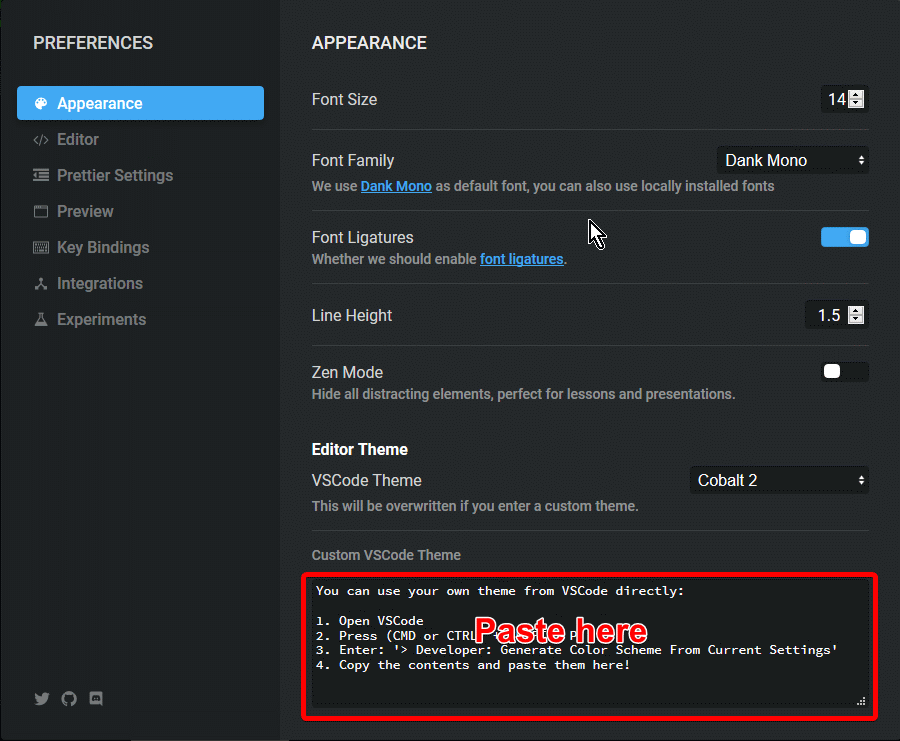 PREFERENCES
Appearance
Editor
Prettier Settings
Preview
Key Bindings
Integrations
Experiments
APPEARANCE
Font Size
14
Font Family
Dank Mono
We use Dank Mono as default font, you can also use locally installed fonts
Font Ligatures
Whether we should enable font ligatures.
Line Height
1.5
Zen Mode
Hide all distracting elements, perfect for lessons and presentations.
Editor Theme
VSCode Theme
Cobalt 2
This will be overwritten if you enter a custom theme.
Custom VSCode Theme
You can use your own theme from VSCode directly:
1. Open VSCode
2. Press (CMD or CTRL
Paste here
3. Enter: '> Developer: Generate Color Scheme From Current Settings'
4. Copy the contents and paste them here!